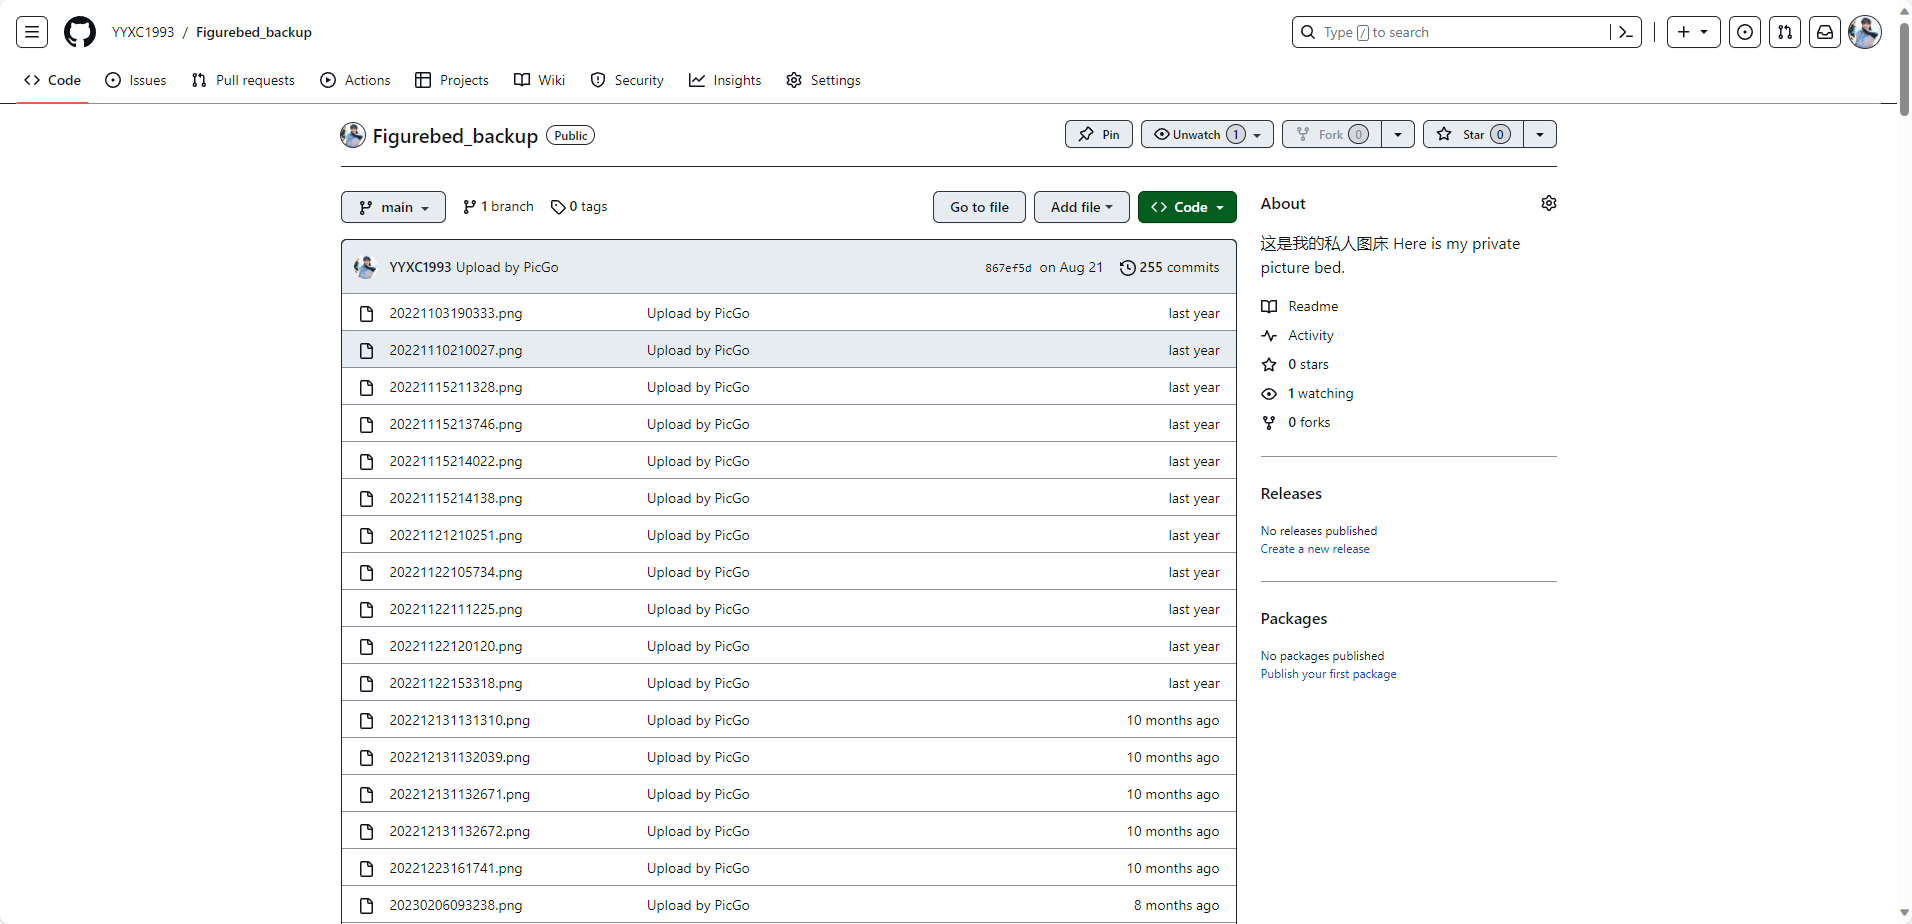 YYXC1993 / Figurebed_backup
Type / to search
Code Issues Pull requests Actions Projects Wiki Security Insights Settings
Figurebed_backup Public
Pin Unwatch 1 Fork 0 Star 0
main 1 branch 0 tags Go to file Add file Code
YYXC1993 Upload by PicGo 867ef5d on Aug 21 255 commits
20221103190333.png Upload by PicGo last year
20221110210027.png Upload by PicGo last year
20221115211328.png Upload by PicGo last year
20221115213746.png Upload by PicGo last year
20221115214022.png Upload by PicGo last year
20221115214138.png Upload by PicGo last year
20221121210251.png Upload by PicGo last year
20221122105734.png Upload by PicGo last year
20221122111225.png Upload by PicGo last year
20221122120120.png Upload by PicGo last year
20221122153318.png Upload by PicGo last year
202212131131310.png Upload by PicGo 10 months ago
202212131132039.png Upload by PicGo 10 months ago
202212131132671.png Upload by PicGo 10 months ago
202212131132672.png Upload by PicGo 10 months ago
20221223161741.png Upload by PicGo 10 months ago
20230206093238.png Upload by PicGo 8 months ago
About
这是我的私人图床 Here is my private
picture bed.
Readme
Activity
0 stars
1 watching
0 forks
Releases
No releases published
Create a new release
Packages
No packages published
Publish your first package